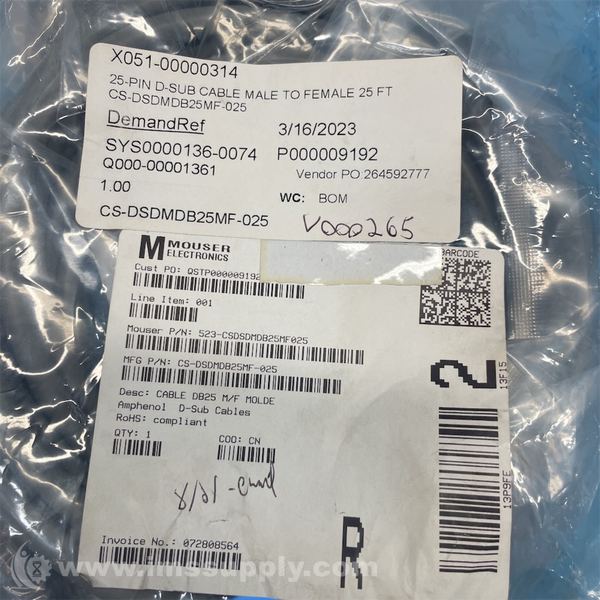 X051-00000314
25-PIN D-SUB CABLE MALE TO FEMALE 25 FT
CS-DSDMDB25MF-025
DemandRef 3/16/2023
SYS0000136-0074 P000009192
Q000-00001361 Vendor PO:264592777
1.00 WC: BOM
CS-DSDMDB25MF-025 V000265
M MOUSER
ELECTRONICS
Cust PO: QSTP000009192
BARCODE
Line Item: 001
Mouser P/N: 523-CSDSDMDB25MF025
MFG P/N: CS-DSDMDB25MF-025
Desc: CABLE DB25 M/F MOLDE
Amphenol D-Sub Cables
RoHS: compliant
QTY: 1 COO: CN
Invoice No.: 072808564
2
13F15
13P9FE
R
www.imssupply.com